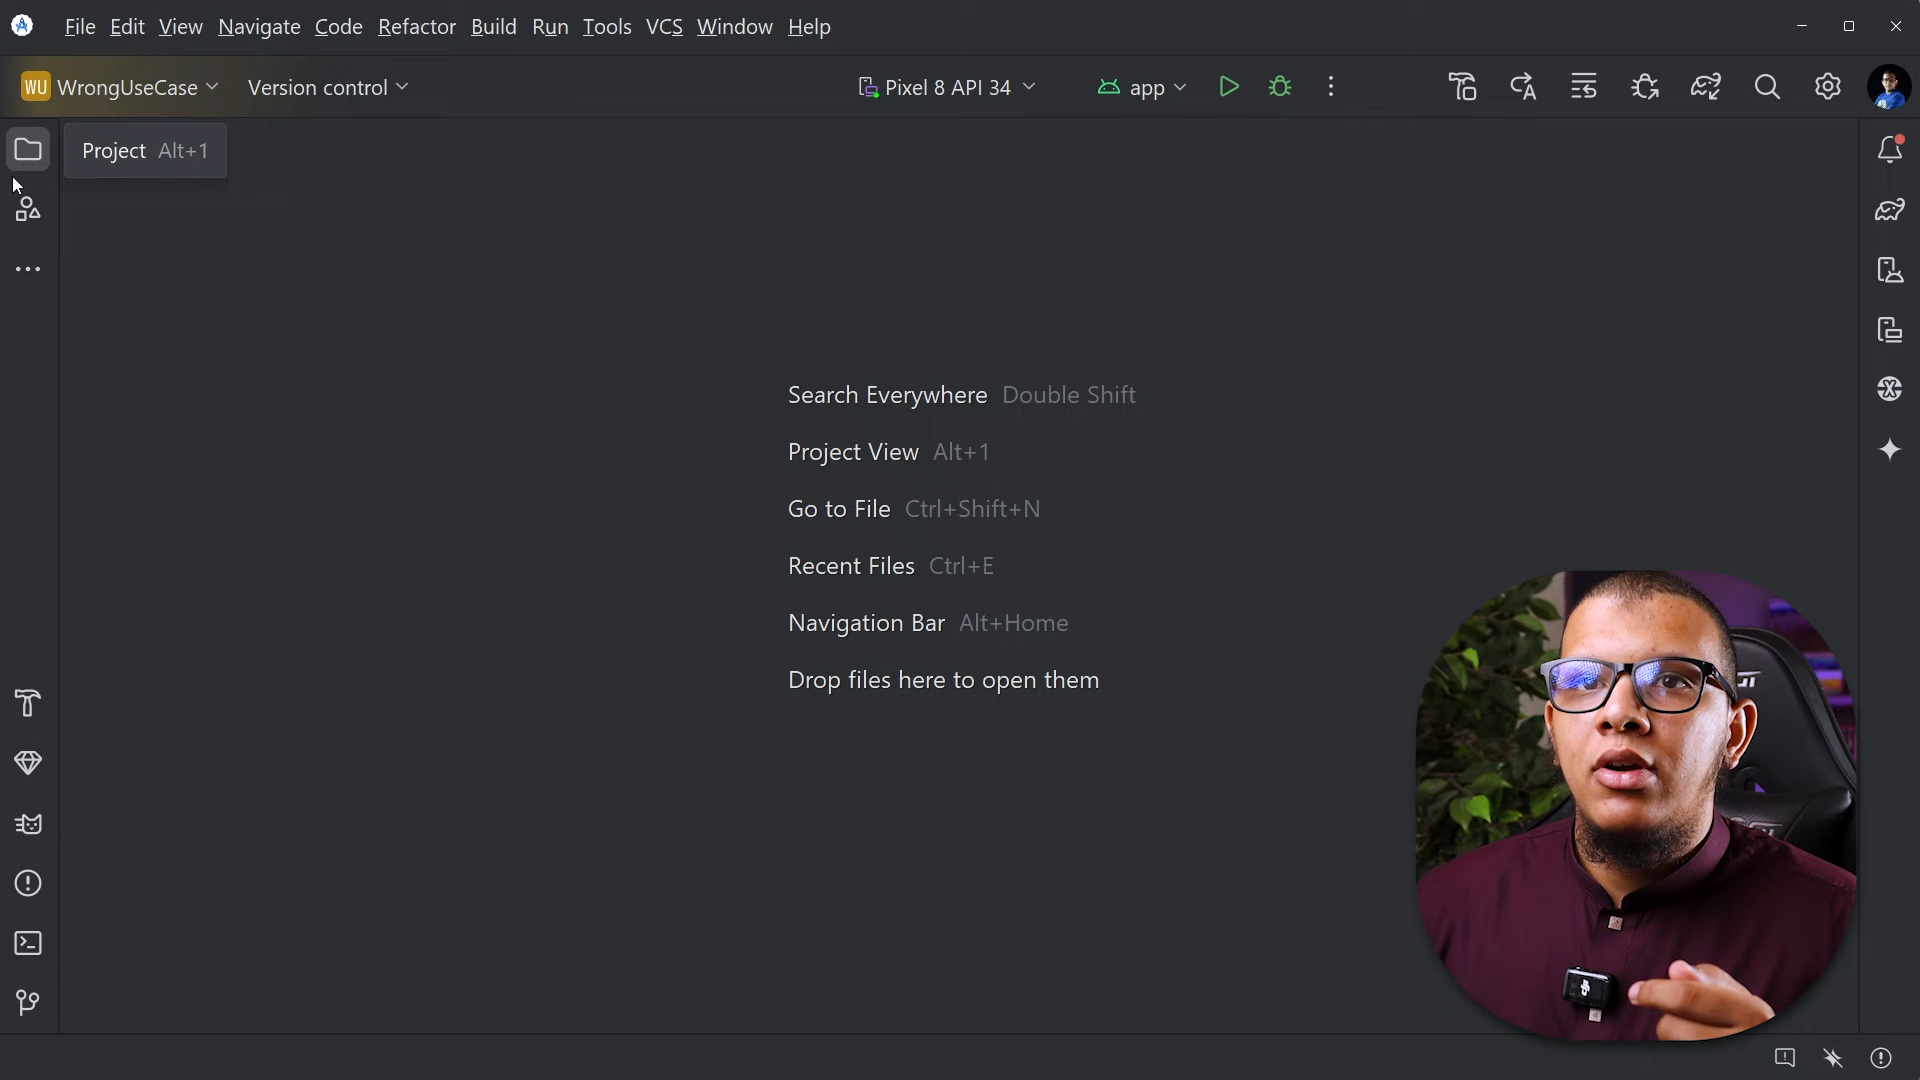 File Edit View Navigate Code Refactor Build Run Tools VCS Window Help
WU WrongUseCase Version control Pixel 8 API 34 app
Project Alt+1
Search Everywhere Double Shift
Project View Alt+1
Go to File Ctrl+Shift+N
Recent Files Ctrl+E
Navigation Bar Alt+Home
Drop files here to open them